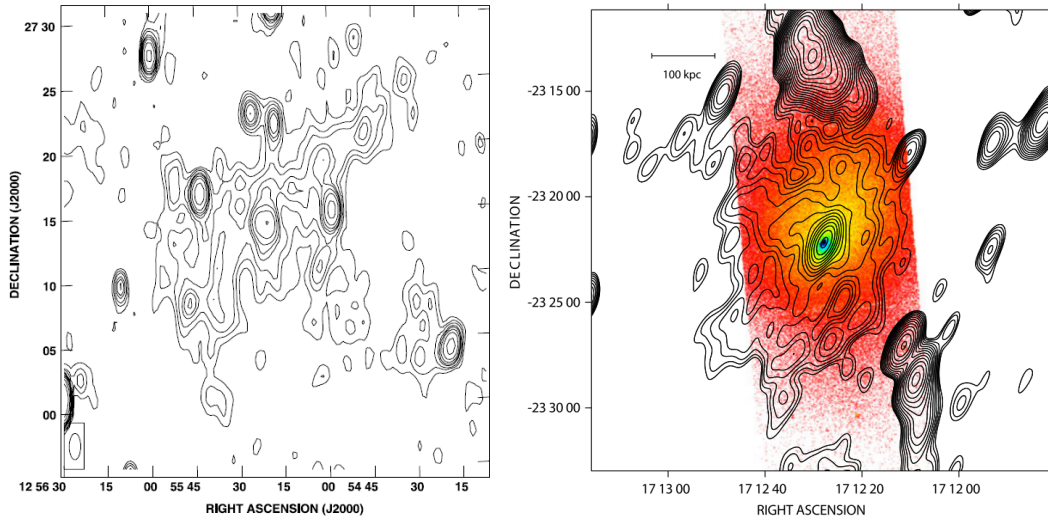 27 30
25
20
15
10
05
00
DECLINATION (J2000)
12 56 30
15
00
55 45
30
15
00
54 45
30
15
RIGHT ASCENSION (J2000)
100 kpc
-23 15 00
-23 20 00
-23 25 00
-23 30 00
DECLINATION
17 13 00
17 12 40
17 12 20
17 12 00
RIGHT ASCENSION